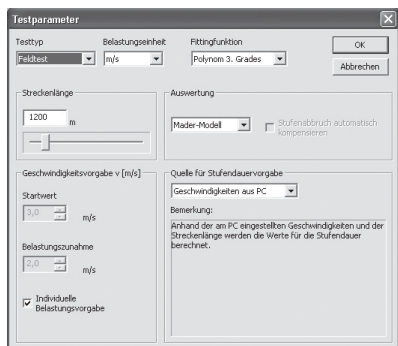 Testparameter
Testtyp
Belastungseinheit
Fittingfunktion
Feldtest
m/s
Polynom 3. Grades
OK
Abbrechen
Streckenlänge
1200
m
Auswertung
Mader-Modell
Stufenabbruch automatisch
kompensieren
Geschwindigkeitsvorgabe v [m/s]
Startwert
3,0
m/s
Belastungszunahme
2,0
m/s
Individuelle
Belastungsvorgabe
Quelle für Stufendauervorgabe
Geschwindigkeiten aus PC
Bemerkung:
Anhand der am PC eingestellten Geschwindigkeiten und der
Streckenlänge werden die Werte für die Stufendauer
berechnet.